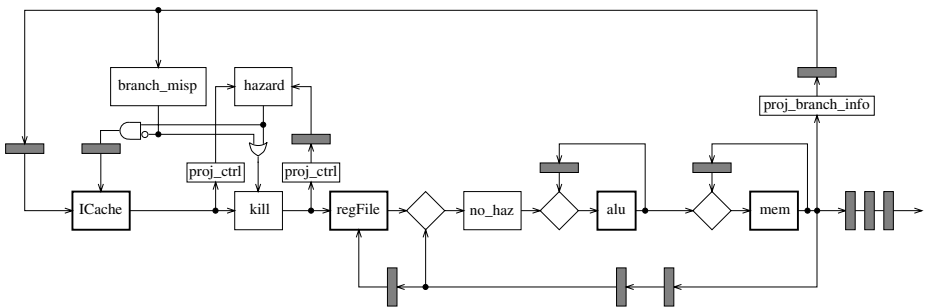 branch_misp
hazard
proj_branch_info
proj_ctrl
proj_ctrl
ICache
kill
regFile
no_haz
alu
mem